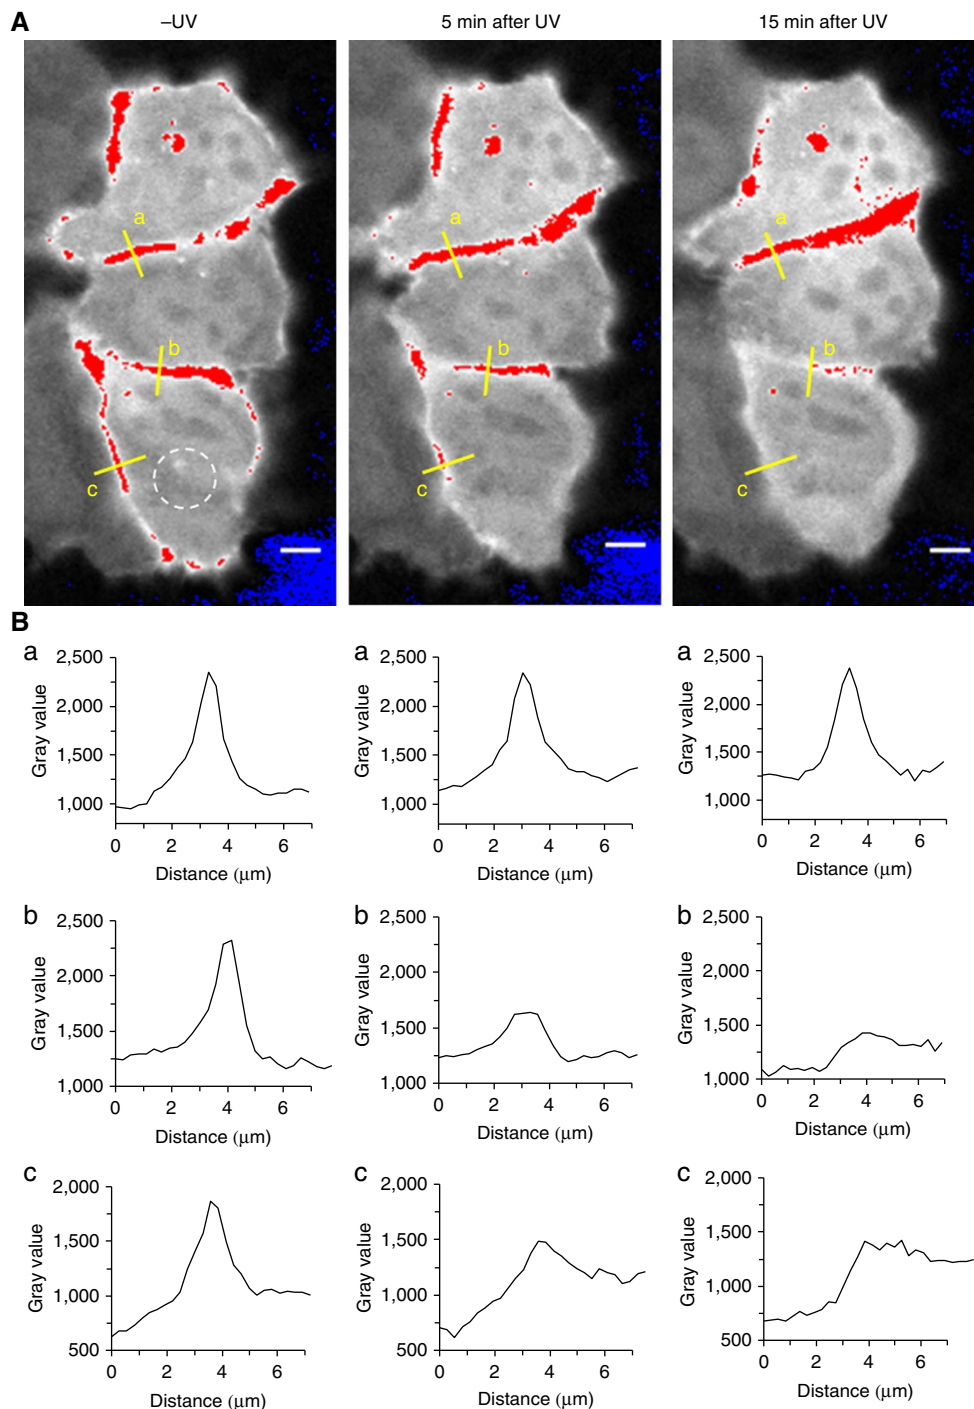 A
–UV
5 min after UV
15 min after UV
a
b
c
a
b
c
a
b
c
B
a
2,500
2,000
1,500
1,000
Gray value
0 2 4 6
Distance (μm)
a
2,500
2,000
1,500
1,000
Gray value
0 2 4 6
Distance (μm)
a
2,500
2,000
1,500
1,000
Gray value
0 2 4 6
Distance (μm)
b
2,500
2,000
1,500
1,000
Gray value
0 2 4 6
Distance (μm)
b
2,500
2,000
1,500
1,000
Gray value
0 2 4 6
Distance (μm)
b
2,500
2,000
1,500
1,000
Gray value
0 2 4 6
Distance (μm)
c
2,000
1,500
1,000
500
Gray value
0 2 4 6
Distance (μm)
c
2,000
1,500
1,000
500
Gray value
0 2 4 6
Distance (μm)
c
2,000
1,500
1,000
500
Gray value
0 2 4 6
Distance (μm)